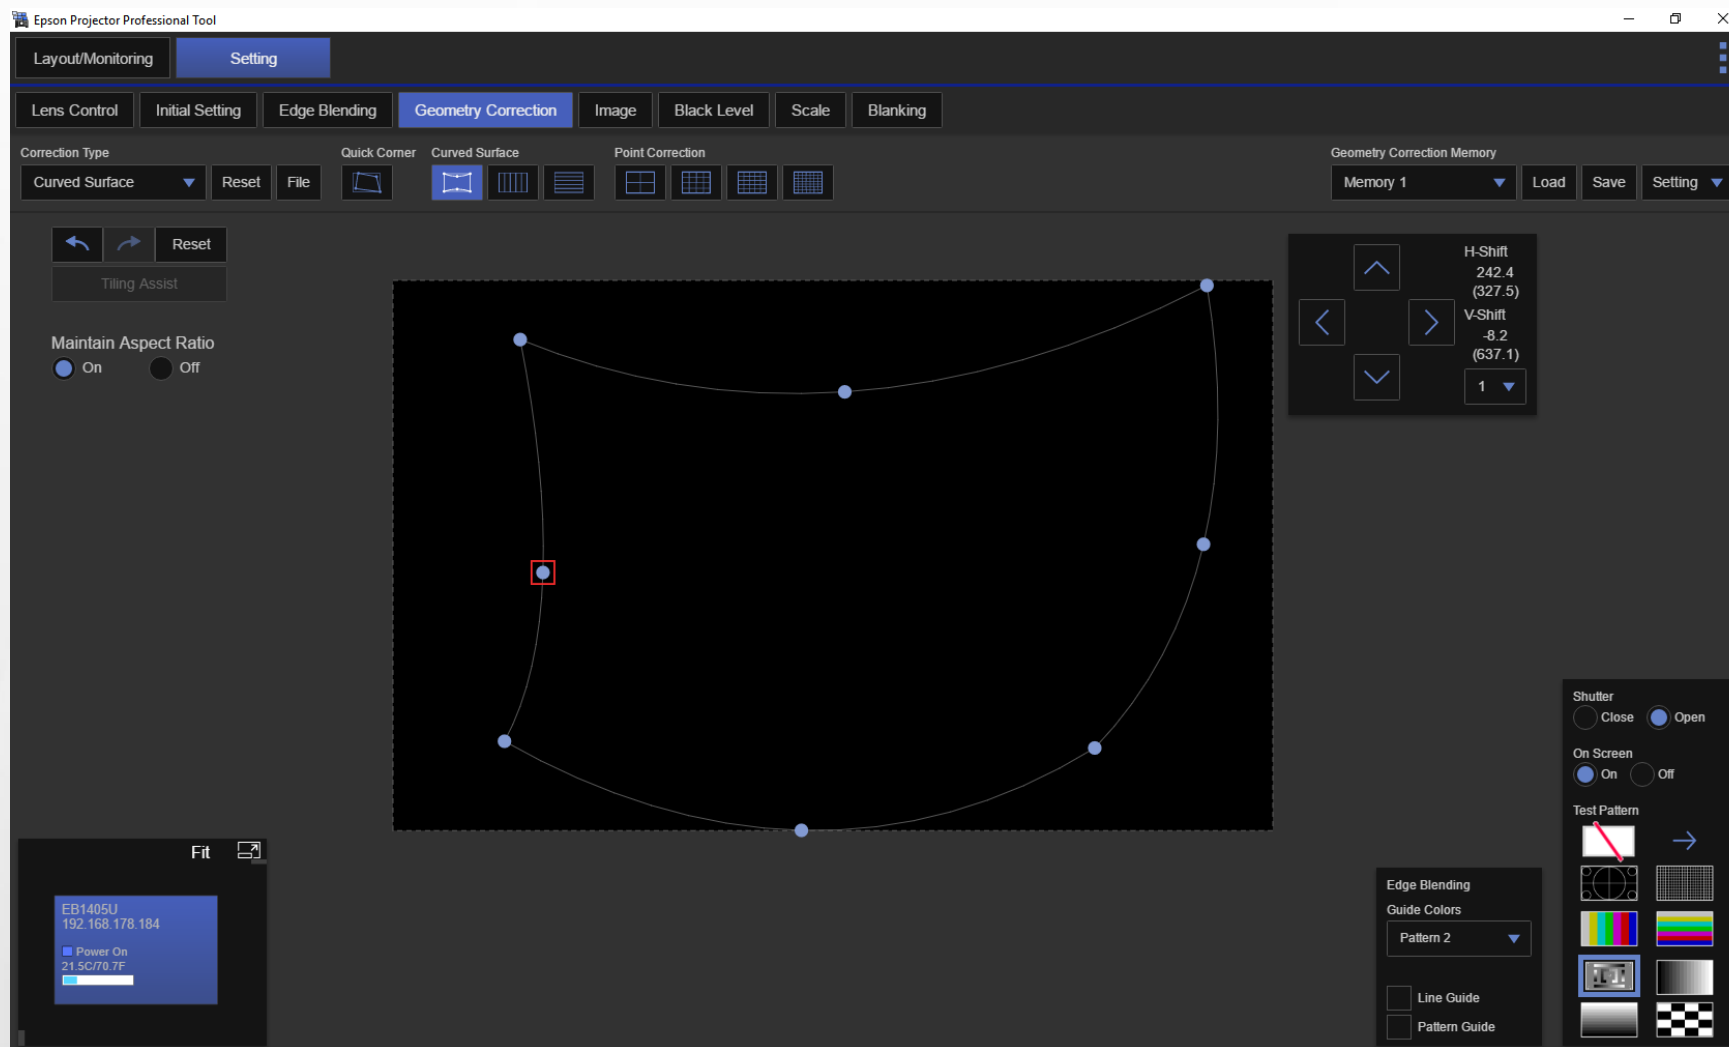 Epson Projector Professional Tool
Layout/Monitoring
Setting
Lens Control
Initial Setting
Edge Blending
Geometry Correction
Image
Black Level
Scale
Blanking
Correction Type
Quick Corner
Curved Surface
Point Correction
Geometry Correction Memory
Curved Surface
Reset
File
Memory 1
Load
Save
Setting
Reset
Tiling Assist
Maintain Aspect Ratio
On
Off
H-Shift
242.4
(327.5)
V-Shift
-8.2
(637.1)
1
Shutter
Close
Open
On Screen
On
Off
Test Pattern
Fit
EB1405U
192.168.178.184
Power On
21.5C/70.7F
Edge Blending
Guide Colors
Pattern 2
Line Guide
Pattern Guide